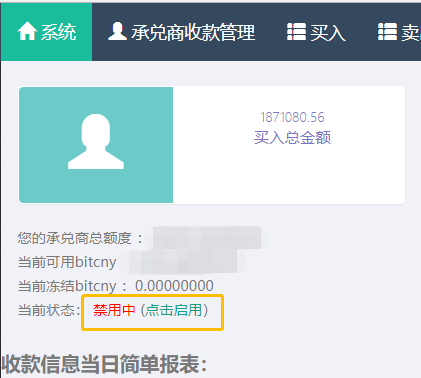 系统 承兑商收款管理 买入 卖
1871080.56
买入总金额
您的承兑商总额度：
当前可用bitcny
当前冻结bitcny：0.00000000
当前状态：禁用中 (点击启用)
收款信息当日简单报表：